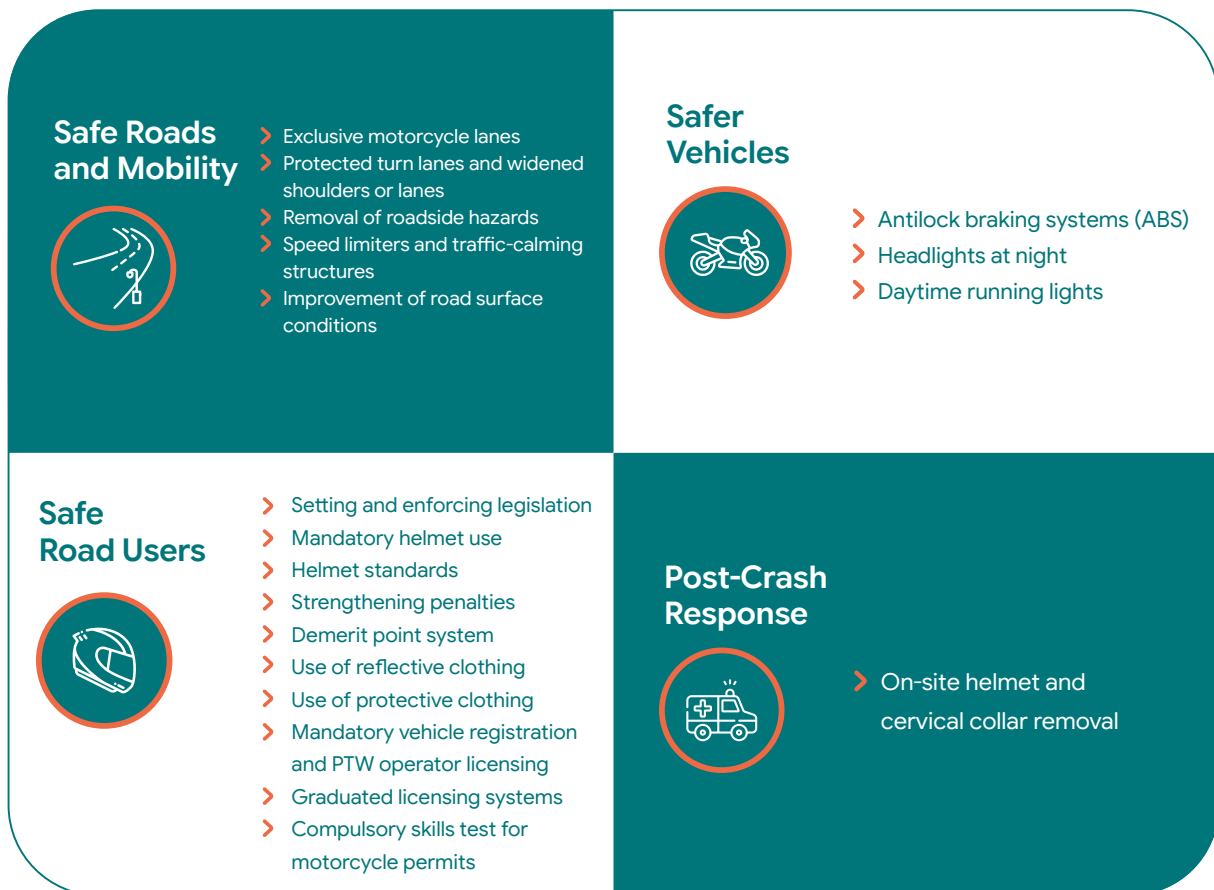 Safe Roads
and Mobility
Exclusive motorcycle lanes
Protected turn lanes and widened
shoulders or lanes
Removal of roadside hazards
Speed limiters and traffic-calming
structures
Improvement of road surface
conditions
Safer
Vehicles
Antilock braking systems (ABS)
Headlights at night
Daytime running lights
Safe
Road Users
Setting and enforcing legislation
Mandatory helmet use
Helmet standards
Strengthening penalties
Demerit point system
Use of reflective clothing
Use of protective clothing
Mandatory vehicle registration
and PTW operator licensing
Graduated licensing systems
Compulsory skills test for
motorcycle permits
Post-Crash
Response
On-site helmet and
cervical collar removal